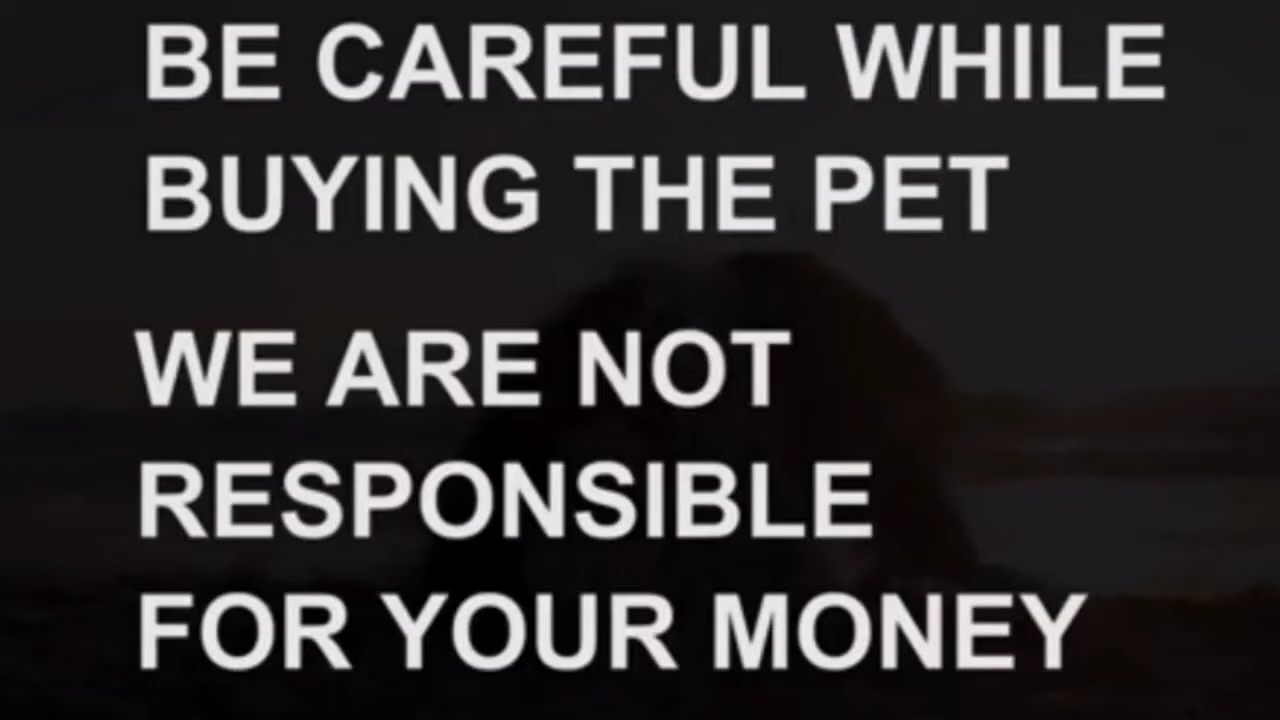 BE CAREFUL WHILE
BUYING THE PET
WE ARE NOT
RESPONSIBLE
FOR YOUR MONEY